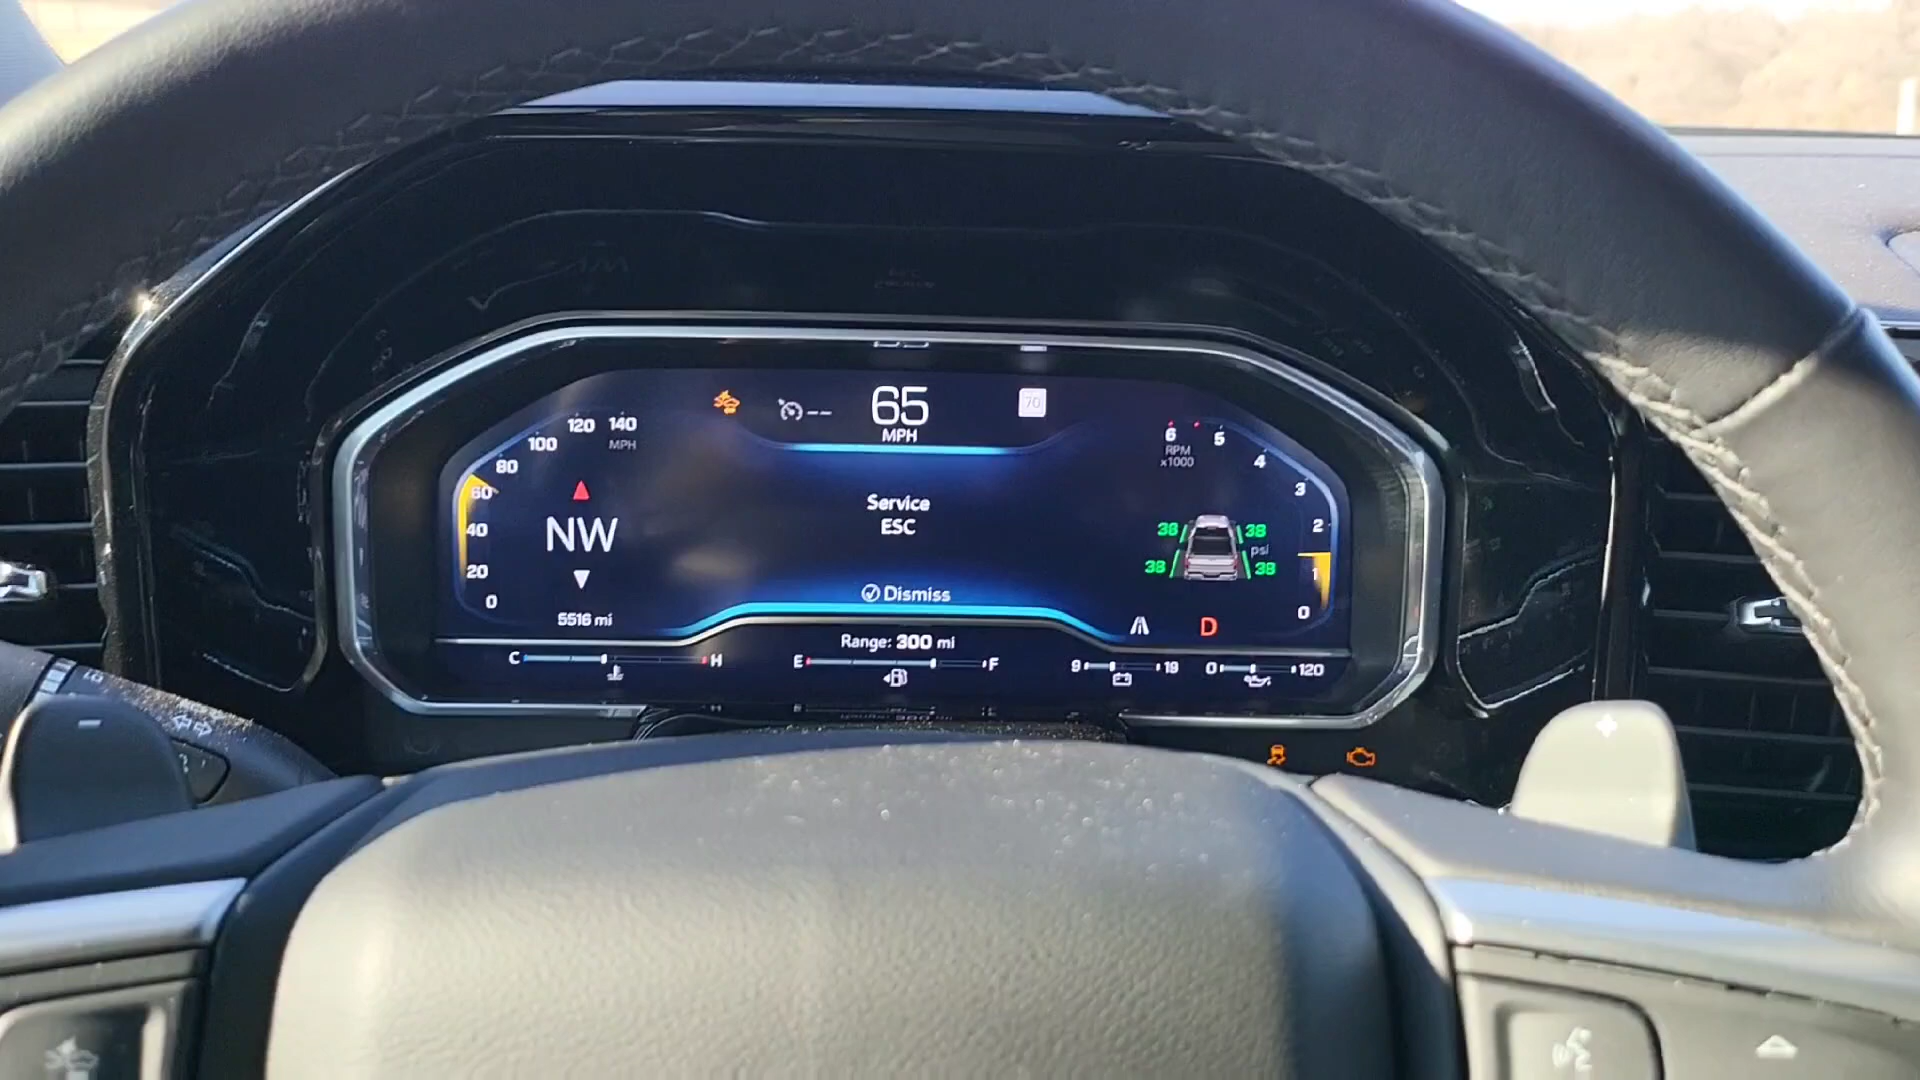 65
MPH
70
120 140
MPH
100
80
60
40
20
0
NW
5516 mi
Service
ESC
Dismiss
6 5
RPM
x1000
4
3
2
1
0
38 38
psi
38 38
D
Range: 300 mi
C H
E F
9 19
0 120